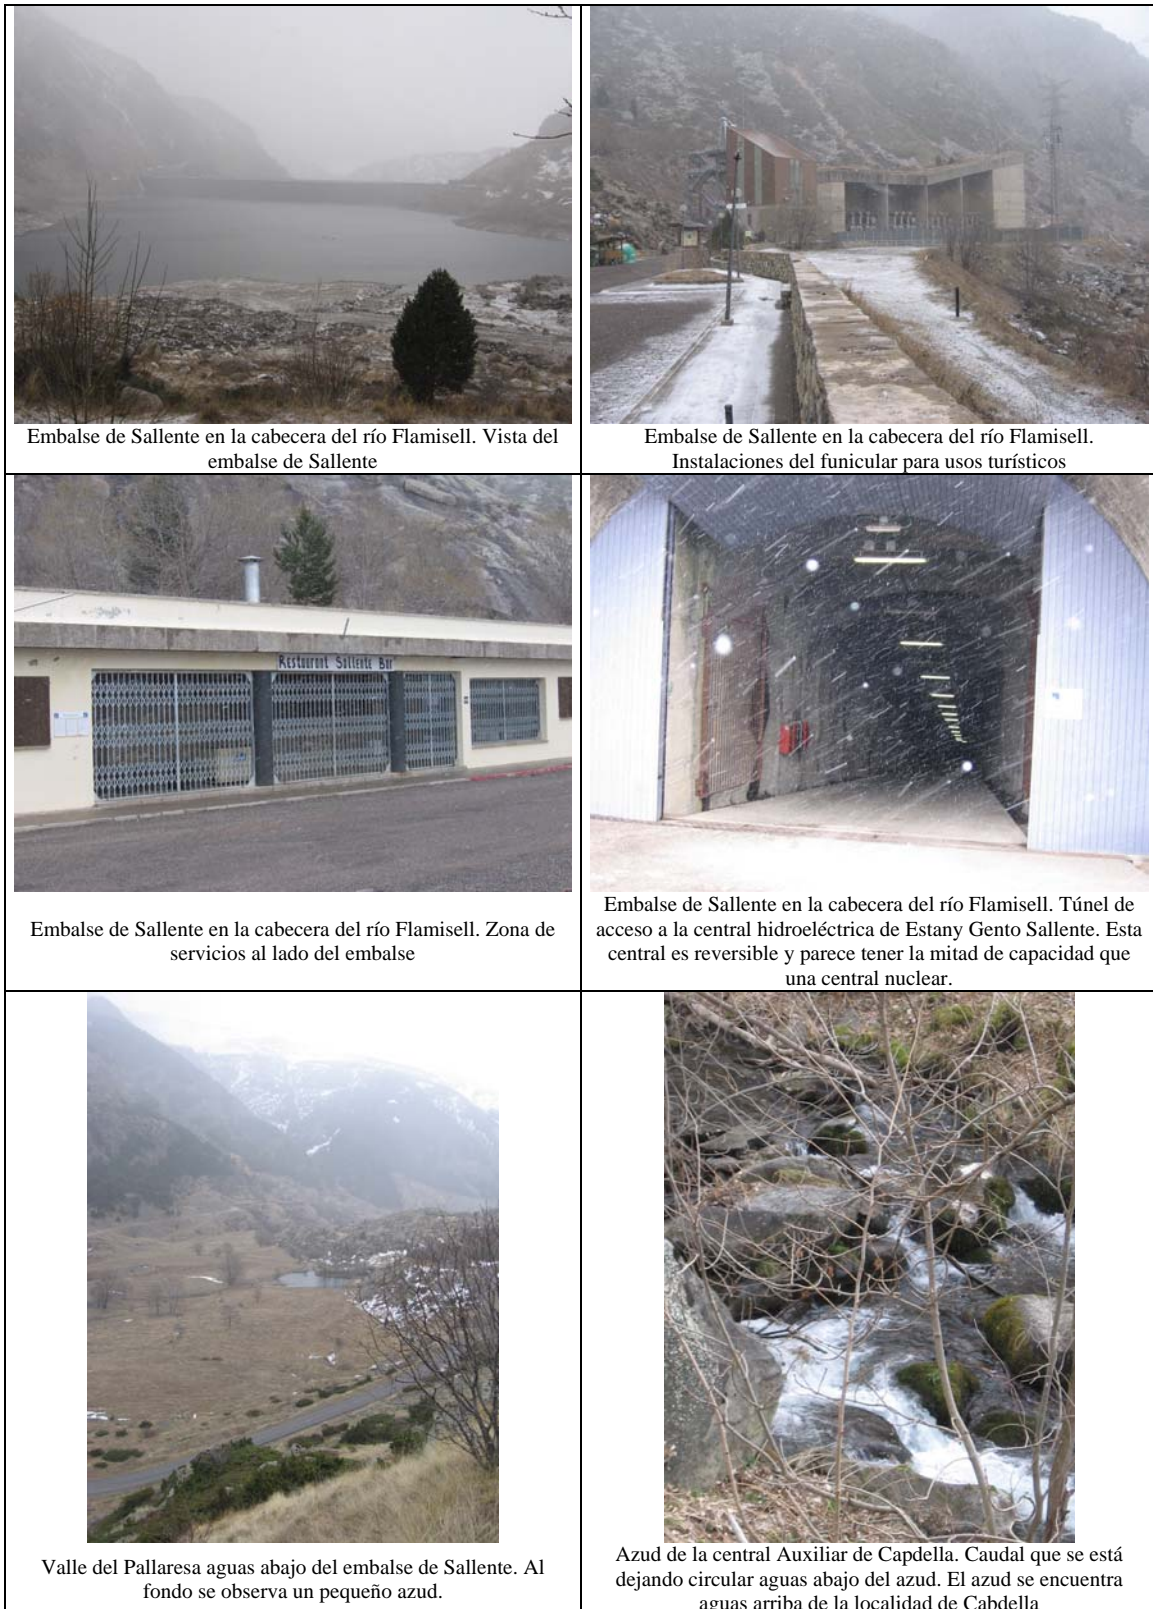 Embalse de Sallente en la cabecera del río Flamisell. Vista del
embalse de Sallente
Embalse de Sallente en la cabecera del río Flamisell.
Instalaciones del funicular para usos turísticos
Restaurant Sallente Bar
Embalse de Sallente en la cabecera del río Flamisell. Zona de
servicios al lado del embalse
Embalse de Sallente en la cabecera del río Flamisell. Túnel de
acceso a la central hidroeléctrica de Estany Gento Sallente. Esta
central es reversible y parece tener la mitad de capacidad que
una central nuclear.
Valle del Pallaresa aguas abajo del embalse de Sallente. Al
fondo se observa un pequeño azud.
Azud de la central Auxiliar de Capdella. Caudal que se está
dejando circular aguas abajo del azud. El azud se encuentra
aguas arriba de la localidad de Cabdella